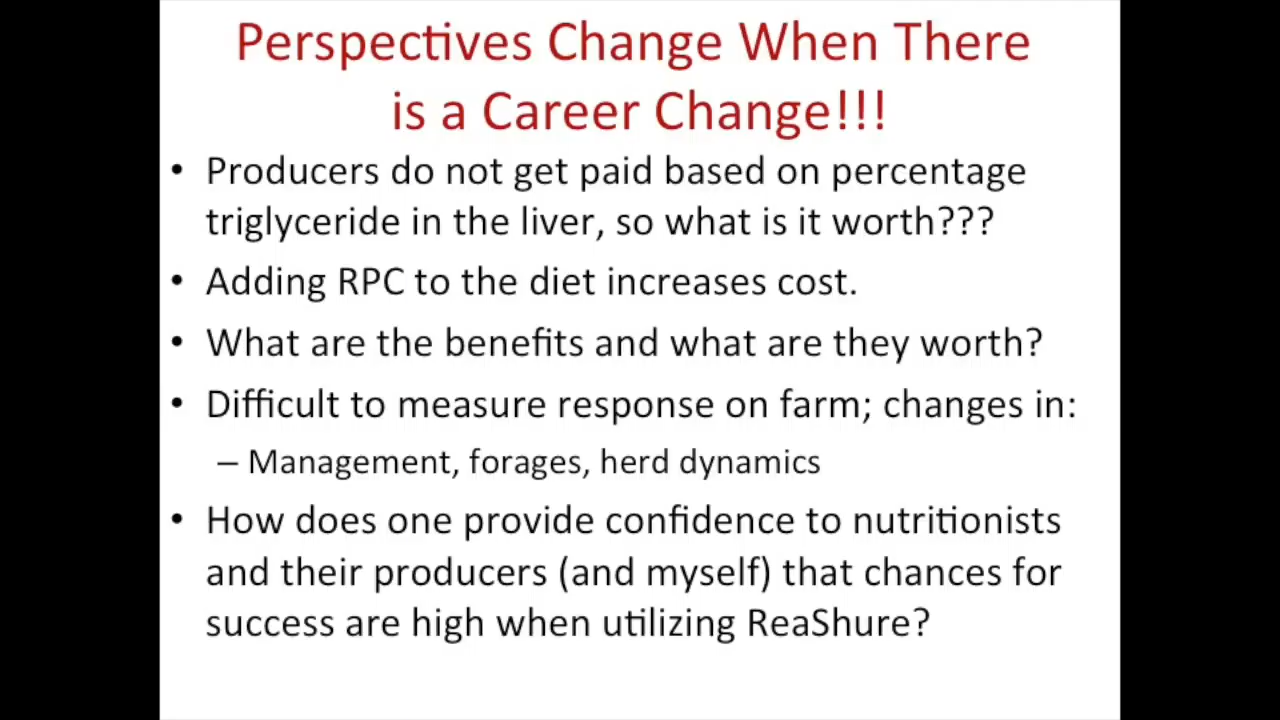 Perspectives Change When There
is a Career Change!!!
• Producers do not get paid based on percentage
triglyceride in the liver, so what is it worth???
• Adding RPC to the diet increases cost.
• What are the benefits and what are they worth?
• Difficult to measure response on farm; changes in:
– Management, forages, herd dynamics
• How does one provide confidence to nutritionists
and their producers (and myself) that chances for
success are high when utilizing ReaShure?